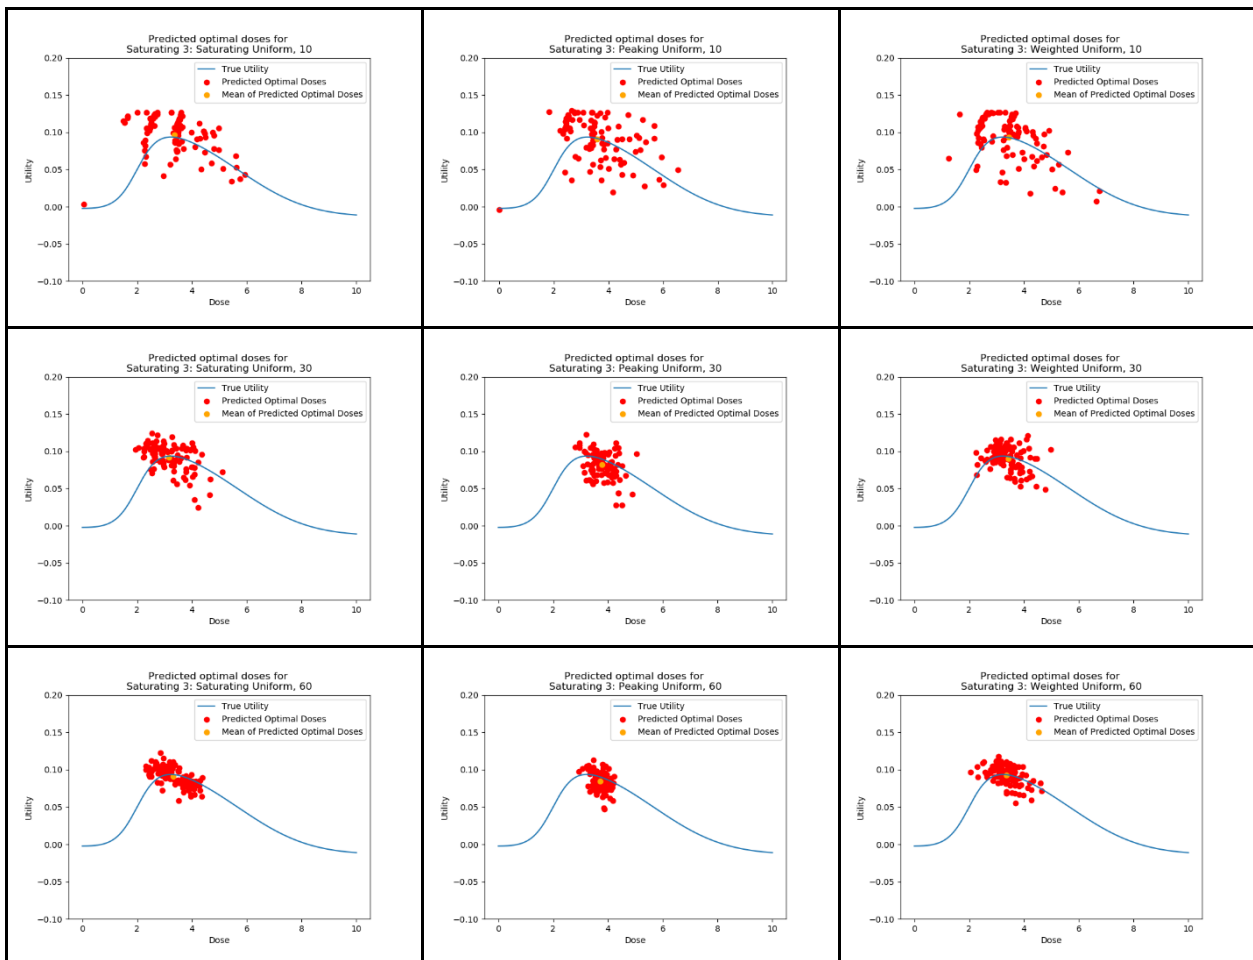 Predicted optimal doses for
Saturating 3: Saturating Uniform, 10
0.20
0.15
0.10
0.05
0.00
−0.05
−0.10
Utility
True Utility
Predicted Optimal Doses
Mean of Predicted Optimal Doses
0 2 4 6 8 10
Dose
Predicted optimal doses for
Saturating 3: Peaking Uniform, 10
0.20
0.15
0.10
0.05
0.00
−0.05
−0.10
Utility
True Utility
Predicted Optimal Doses
Mean of Predicted Optimal Doses
0 2 4 6 8 10
Dose
Predicted optimal doses for
Saturating 3: Weighted Uniform, 10
0.20
0.15
0.10
0.05
0.00
−0.05
−0.10
Utility
True Utility
Predicted Optimal Doses
Mean of Predicted Optimal Doses
0 2 4 6 8 10
Dose
Predicted optimal doses for
Saturating 3: Saturating Uniform, 30
0.20
0.15
0.10
0.05
0.00
−0.05
−0.10
Utility
True Utility
Predicted Optimal Doses
Mean of Predicted Optimal Doses
0 2 4 6 8 10
Dose
Predicted optimal doses for
Saturating 3: Peaking Uniform, 30
0.20
0.15
0.10
0.05
0.00
−0.05
−0.10
Utility
True Utility
Predicted Optimal Doses
Mean of Predicted Optimal Doses
0 2 4 6 8 10
Dose
Predicted optimal doses for
Saturating 3: Weighted Uniform, 30
0.20
0.15
0.10
0.05
0.00
−0.05
−0.10
Utility
True Utility
Predicted Optimal Doses
Mean of Predicted Optimal Doses
0 2 4 6 8 10
Dose
Predicted optimal doses for
Saturating 3: Saturating Uniform, 60
0.20
0.15
0.10
0.05
0.00
−0.05
−0.10
Utility
True Utility
Predicted Optimal Doses
Mean of Predicted Optimal Doses
0 2 4 6 8 10
Dose
Predicted optimal doses for
Saturating 3: Peaking Uniform, 60
0.20
0.15
0.10
0.05
0.00
−0.05
−0.10
Utility
True Utility
Predicted Optimal Doses
Mean of Predicted Optimal Doses
0 2 4 6 8 10
Dose
Predicted optimal doses for
Saturating 3: Weighted Uniform, 60
0.20
0.15
0.10
0.05
0.00
−0.05
−0.10
Utility
True Utility
Predicted Optimal Doses
Mean of Predicted Optimal Doses
0 2 4 6 8 10
Dose